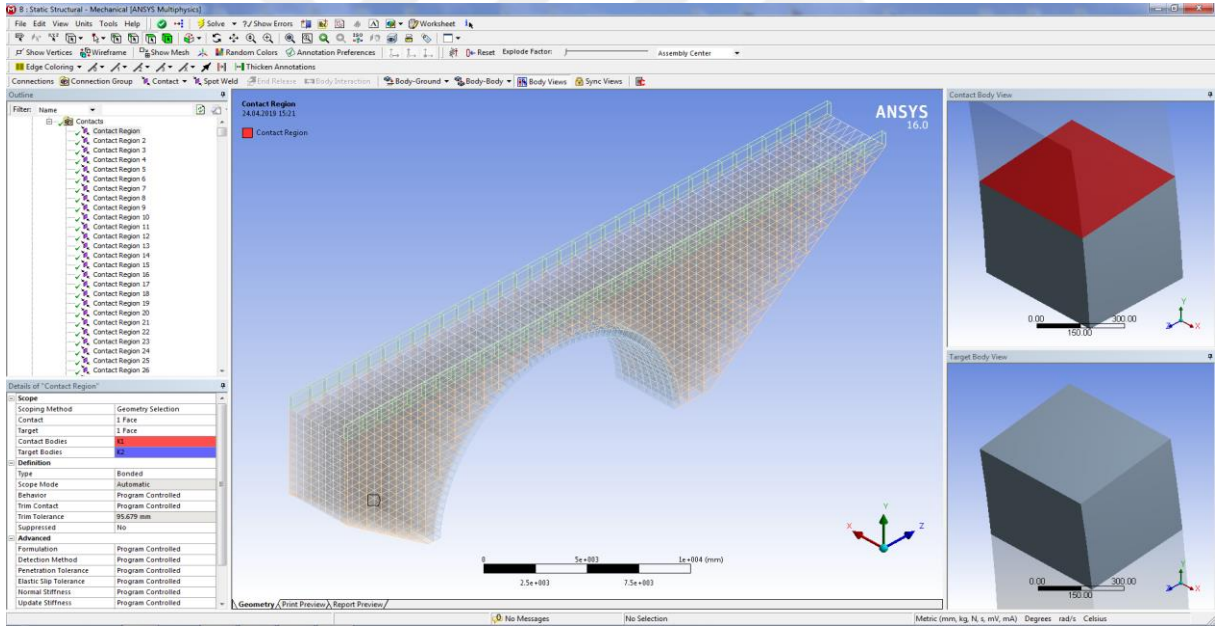 B : Static Structural - Mechanical [ANSYS Multiphysics]
File Edit View Units Tools Help Solve ?/ Show Errors Worksheet
Show Vertices Wireframe Show Mesh Random Colors Annotation Preferences Reset Explode Factor: Assembly Center
Edge Coloring Thicken Annotations
Connections Connection Group Contact Spot Weld End Release Body Interaction Body-Ground Body-Body Body Views Sync Views
Outline
Filter: Name
Contacts
Contact Region
Contact Region 2
Contact Region 3
Contact Region 4
Contact Region 5
Contact Region 6
Contact Region 7
Contact Region 8
Contact Region 9
Contact Region 10
Contact Region 11
Contact Region 12
Contact Region 13
Contact Region 14
Contact Region 15
Contact Region 16
Contact Region 17
Contact Region 18
Contact Region 19
Contact Region 20
Contact Region 21
Contact Region 22
Contact Region 23
Contact Region 24
Contact Region 25
Contact Region 26
Details of "Contact Region"
Scope
Scoping Method Geometry Selection
Contact 1 Face
Target 1 Face
Contact Bodies K1
Target Bodies K2
Definition
Type Bonded
Scope Mode Automatic
Behavior Program Controlled
Trim Contact Program Controlled
Trim Tolerance 95.679 mm
Suppressed No
Advanced
Formulation Program Controlled
Detection Method Program Controlled
Penetration Tolerance Program Controlled
Elastic Slip Tolerance Program Controlled
Normal Stiffness Program Controlled
Update Stiffness Program Controlled
Contact Region
24.04.2019 15:21
Contact Region
ANSYS
16.0
X Y Z
0 5e+003 1e+004 (mm)
2.5e+003 7.5e+003
Geometry Print Preview Report Preview
Contact Body View
0.00 300.00
150.00
Y
Z X
Target Body View
0.00 300.00
150.00
Y
Z X
No Messages No Selection Metric (mm, kg, N, s, mV, mA) Degrees rad/s Celsius